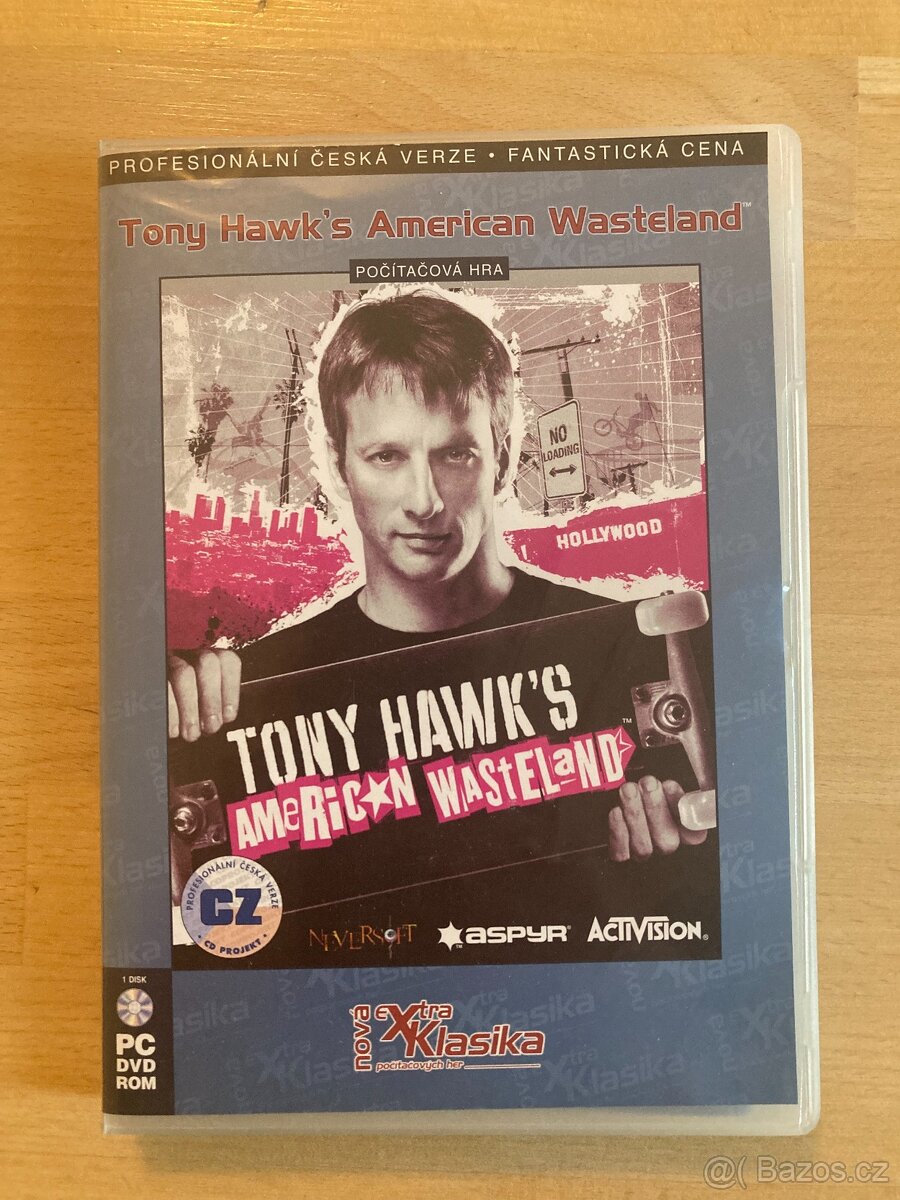 PROFESIONÁLNÍ ČESKÁ VERZE • FANTASTICKÁ CENA
Tony Hawk's American Wasteland™
POČÍTAČOVÁ HRA
NO
LOADING
HOLLYWOOD
TONY HAWK'S™
AMERICAN WASTELAND
PROFESIONÁLNÍ ČESKÁ VERZE
CZ
• CD PROJEKT •
NEVERSOFT
ASPYR®
ACTIVISION®
1 DISK
PC
DVD
ROM
nová eXtra
Klasika
počítačových her
@( Bazos.cz